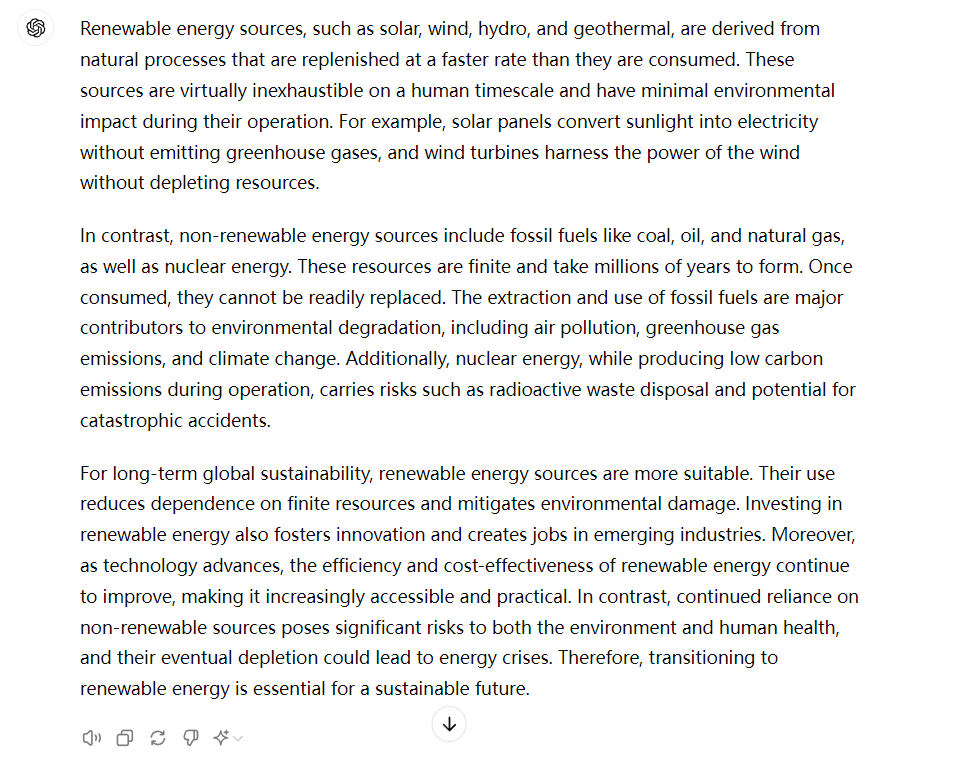 Renewable energy sources, such as solar, wind, hydro, and geothermal, are derived from
natural processes that are replenished at a faster rate than they are consumed. These
sources are virtually inexhaustible on a human timescale and have minimal environmental
impact during their operation. For example, solar panels convert sunlight into electricity
without emitting greenhouse gases, and wind turbines harness the power of the wind
without depleting resources.
In contrast, non-renewable energy sources include fossil fuels like coal, oil, and natural gas,
as well as nuclear energy. These resources are finite and take millions of years to form. Once
consumed, they cannot be readily replaced. The extraction and use of fossil fuels are major
contributors to environmental degradation, including air pollution, greenhouse gas
emissions, and climate change. Additionally, nuclear energy, while producing low carbon
emissions during operation, carries risks such as radioactive waste disposal and potential for
catastrophic accidents.
For long-term global sustainability, renewable energy sources are more suitable. Their use
reduces dependence on finite resources and mitigates environmental damage. Investing in
renewable energy also fosters innovation and creates jobs in emerging industries. Moreover,
as technology advances, the efficiency and cost-effectiveness of renewable energy continue
to improve, making it increasingly accessible and practical. In contrast, continued reliance on
non-renewable sources poses significant risks to both the environment and human health,
and their eventual depletion could lead to energy crises. Therefore, transitioning to
renewable energy is essential for a sustainable future.